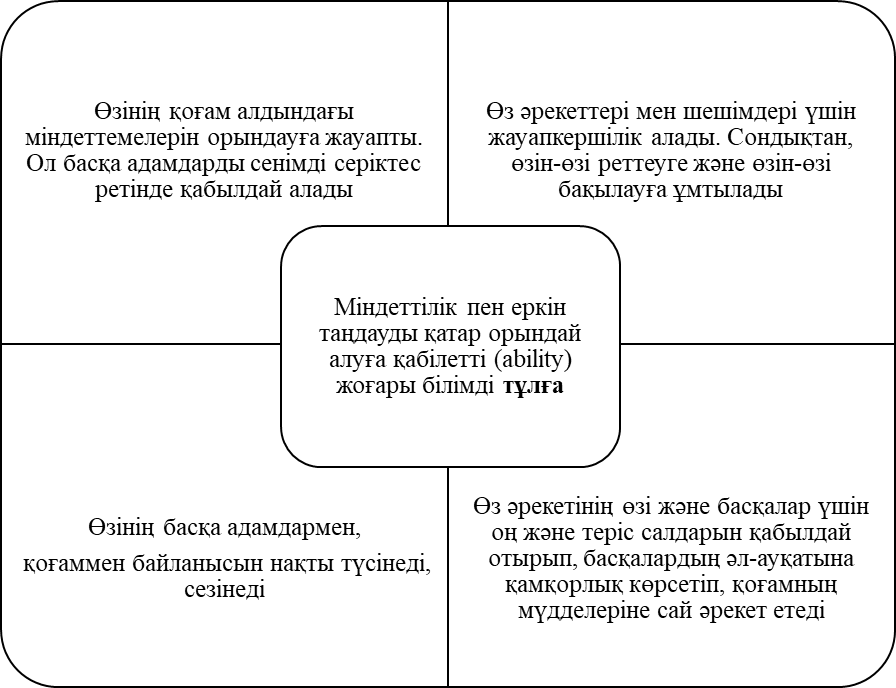 Өзінің қоғам алдындағы
міндеттемелерін орындауға жауапты.
Ол басқа адамдарды сенімді серіктес
ретінде қабылдай алады
Өз әрекеттері мен шешімдері үшін
жауапкершілік алады. Сондықтан,
өзін-өзі реттеуге және өзін-өзі
бақылауға ұмтылады
Міндеттілік пен еркін
таңдауды қатар орындай
алуға қабілетті (ability)
жоғары білімді тұлға
Өзінің басқа адамдармен,
қоғаммен байланысын нақты түсінеді,
сезінеді
Өз әрекетінің өзі және басқалар үшін
оң және теріс салдарын қабылдай
отырып, басқалардың әл-ауқатына
қамқорлық көрсетіп, қоғамның
мүдделеріне сай әрекет етеді